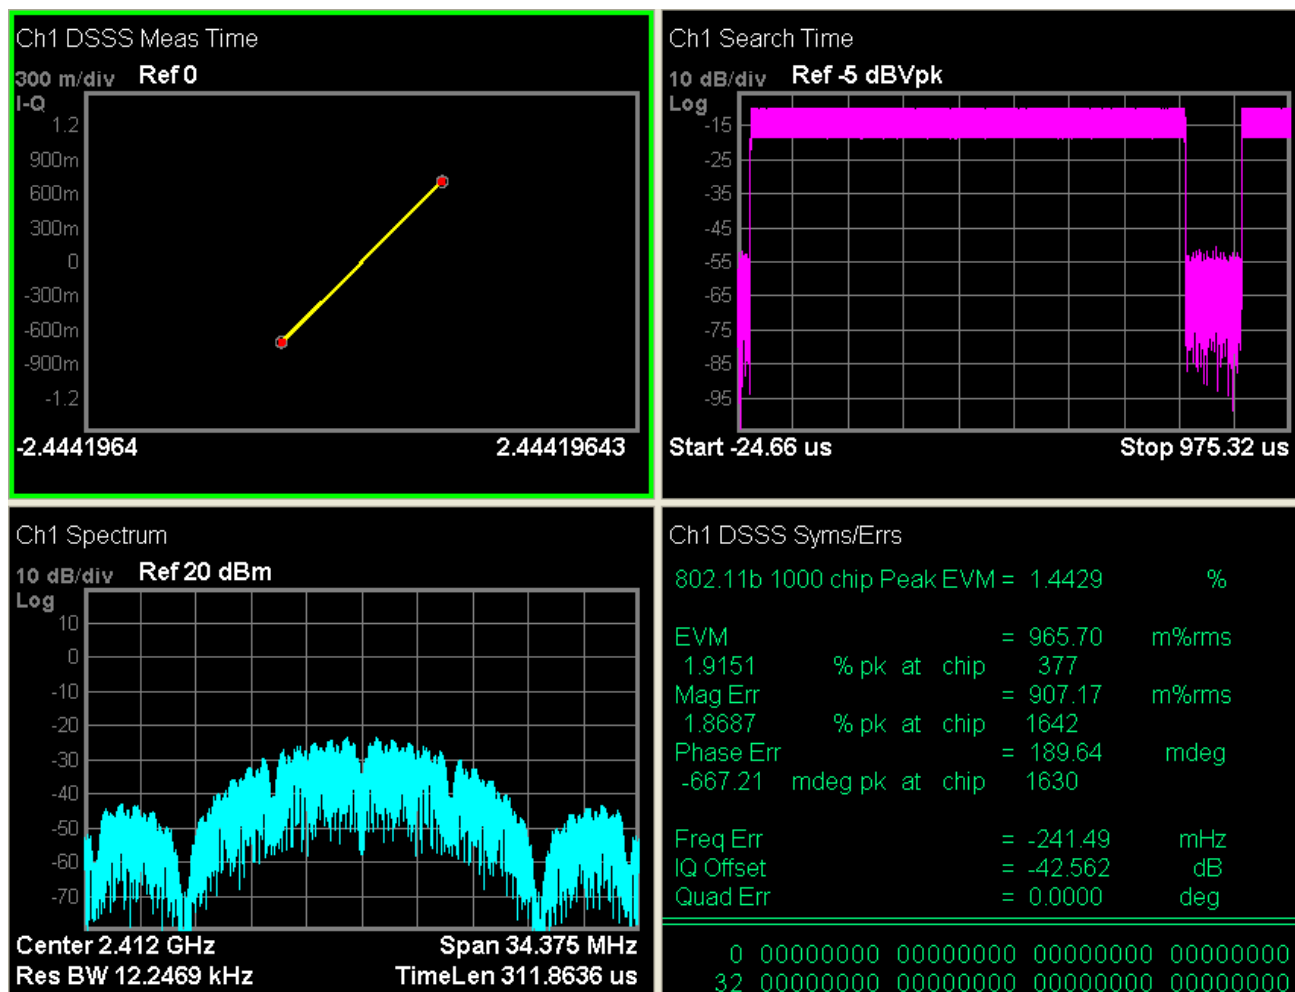 Ch1 DSSS Meas Time
300 m/div Ref 0
I-Q
1.2
900m
600m
300m
0
-300m
-600m
-900m
-1.2
-2.4441964 2.44419643
Ch1 Search Time
10 dB/div Ref -5 dBVpk
Log
-15
-25
-35
-45
-55
-65
-75
-85
-95
Start -24.66 us Stop 975.32 us
Ch1 Spectrum
10 dB/div Ref 20 dBm
Log
10
0
-10
-20
-30
-40
-50
-60
-70
Center 2.412 GHz Span 34.375 MHz
Res BW 12.2469 kHz TimeLen 311.8636 us
Ch1 DSSS Syms/Errs
802.11b 1000 chip Peak EVM = 1.4429 %
EVM = 965.70 m%rms
1.9151 % pk at chip 377
Mag Err = 907.17 m%rms
1.8687 % pk at chip 1642
Phase Err = 189.64 mdeg
-667.21 mdeg pk at chip 1630
Freq Err = -241.49 mHz
IQ Offset = -42.562 dB
Quad Err = 0.0000 deg
0 00000000 00000000 00000000 00000000
32 00000000 00000000 00000000 00000000